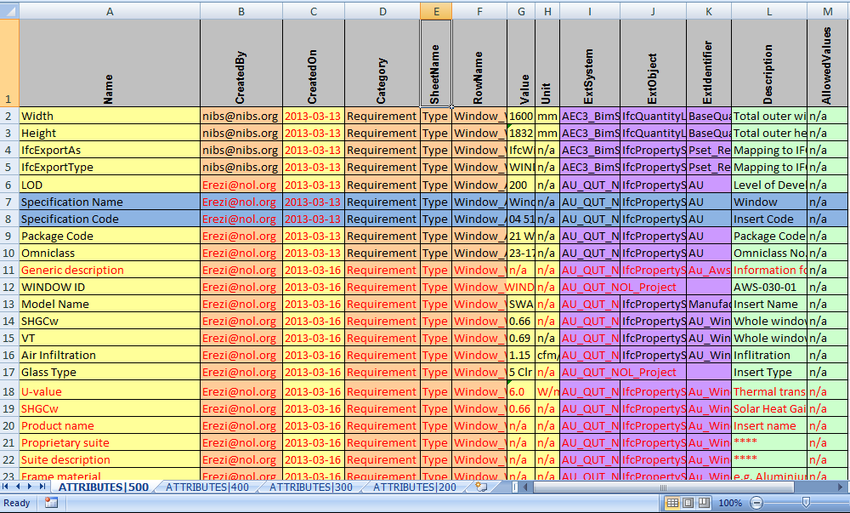 A B C D E F G H I J K L M
1 Name CreatedBy CreatedOn Category SheetName RowName Value Unit ExtSystem ExtObject ExtIdentifier Description AllowedValues
2 Width nibs@nibs.org 2013-03-13 Requirement Type Window_ 1600 mm AEC3_BimS IfcQuantityL BaseQua Total outer wi n/a
3 Height nibs@nibs.org 2013-03-13 Requirement Type Window_ 1832 mm AEC3_BimS IfcQuantityL BaseQua Total outer he n/a
4 IfcExportAs nibs@nibs.org 2013-03-13 Requirement Type Window_ IfcW n/a AEC3_BimS IfcPropertyS Pset_Re Mapping to IF n/a
5 IfcExportType nibs@nibs.org 2013-03-13 Requirement Type Window_ WIN n/a AEC3_BimS IfcPropertyS Pset_Re Mapping to IF n/a
6 LOD Erezi@nol.org 2013-03-13 Requirement Type Window_ 200 n/a AU_QUT_N IfcPropertyS AU Level of Deve n/a
7 Specification Name Erezi@nol.org 2013-03-13 Requirement Type Window_ Winc n/a AU_QUT_N IfcPropertyS AU Window n/a
8 Specification Code Erezi@nol.org 2013-03-13 Requirement Type Window_ 04 51 n/a AU_QUT_N IfcPropertyS AU Insert Code n/a
9 Package Code Erezi@nol.org 2013-03-13 Requirement Type Window_ 21 W n/a AU_QUT_N IfcPropertyS AU Package Code n/a
10 Omniclass Erezi@nol.org 2013-03-13 Requirement Type Window_ 23-17 n/a AU_QUT_N IfcPropertyS AU Omniclass No. n/a
11 Generic description Erezi@nol.org 2013-03-16 Requirement Type Window_ n/a n/a AU_QUT_N IfcPropertyS Au_Aws Information fo n/a
12 WINDOW ID Erezi@nol.org 2013-03-16 Requirement Type Window_ WIND n/a AU_QUT_NOL_Project AWS-030-01 n/a
13 Model Name Erezi@nol.org 2013-03-16 Requirement Type Window_ SWA n/a AU_QUT_N IfcPropertyS Manufac Insert Name n/a
14 SHGCw Erezi@nol.org 2013-03-16 Requirement Type Window_ 0.66 n/a AU_QUT_N IfcPropertyS AU_Win Whole window n/a
15 VT Erezi@nol.org 2013-03-16 Requirement Type Window_ 0.69 n/a AU_QUT_N IfcPropertyS AU_Win Whole window n/a
16 Air Infiltration Erezi@nol.org 2013-03-16 Requirement Type Window_ 1.15 cfm/ AU_QUT_N IfcPropertyS AU_Win Inflitration n/a
17 Glass Type Erezi@nol.org 2013-03-16 Requirement Type Window_ 5 Clr n/a AU_QUT_NOL_Project Insert Type n/a
18 U-value Erezi@nol.org 2013-03-16 Requirement Type Window_ 6.0 W/n AU_QUT_N IfcPropertyS Au_Win Thermal trans n/a
19 SHGCw Erezi@nol.org 2013-03-16 Requirement Type Window_ 0.66 n/a AU_QUT_N IfcPropertyS Au_Win Solar Heat Gai n/a
20 Product name Erezi@nol.org 2013-03-16 Requirement Type Window_ n/a n/a AU_QUT_N IfcPropertyS Au_Win Insert name n/a
21 Proprietary suite Erezi@nol.org 2013-03-16 Requirement Type Window_ n/a n/a AU_QUT_N IfcPropertyS Au_Win **** n/a
22 Suite description Erezi@nol.org 2013-03-16 Requirement Type Window_ n/a n/a AU_QUT_N IfcPropertyS Au_Win **** n/a
23 Frame material Erezi@nol.org 2013-03-16 Requirement Type Window_ n/a n/a AU_QUT_N IfcPropertyS Au_Win e.g. Aluminiu n/a
ATTRIBUTES|500 ATTRIBUTES|400 ATTRIBUTES|300 ATTRIBUTES|200
Ready 100%